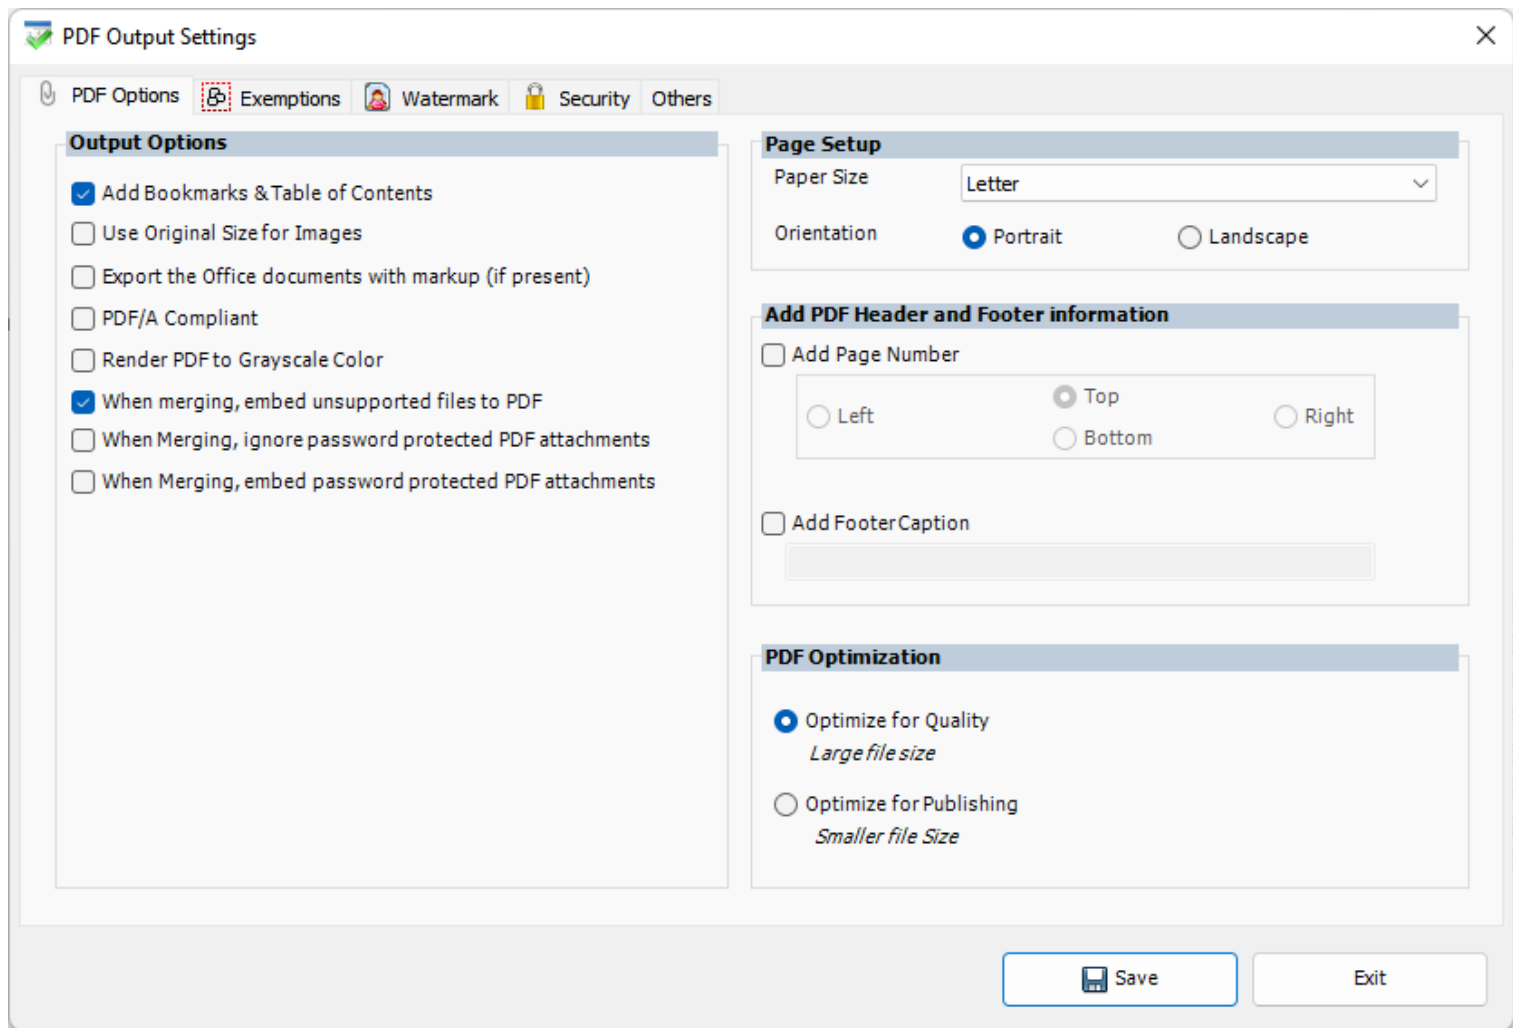 PDF Output Settings
PDF Options Exemptions Watermark Security Others
Output Options
Add Bookmarks & Table of Contents
Use Original Size for Images
Export the Office documents with markup (if present)
PDF/A Compliant
Render PDF to Grayscale Color
When merging, embed unsupported files to PDF
When Merging, ignore password protected PDF attachments
When Merging, embed password protected PDF attachments
Page Setup
Paper Size Letter
Orientation Portrait Landscape
Add PDF Header and Footer information
Add Page Number
Top
Left Right
Bottom
Add Footer Caption
PDF Optimization
Optimize for Quality
Large file size
Optimize for Publishing
Smaller file Size
Save Exit